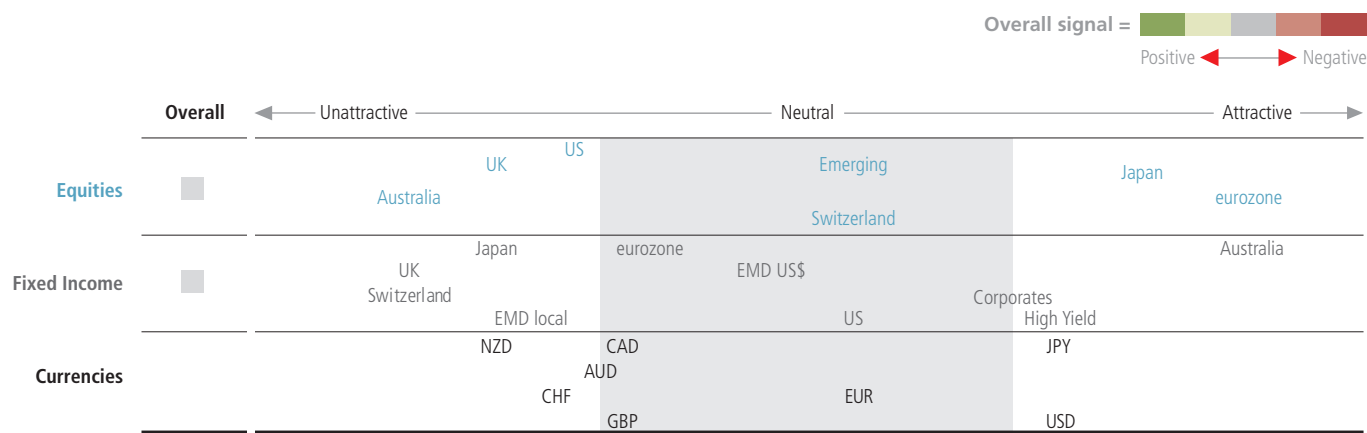 Overall signal =
Positive Negative
Overall Unattractive Neutral Attractive
US
UK Emerging
Japan
Equities
Australia eurozone
Switzerland
Japan eurozone Australia
UK EMD US$
Fixed Income
Switzerland Corporates
EMD local US High Yield
NZD CAD JPY
Currencies AUD
CHF EUR
GBP USD